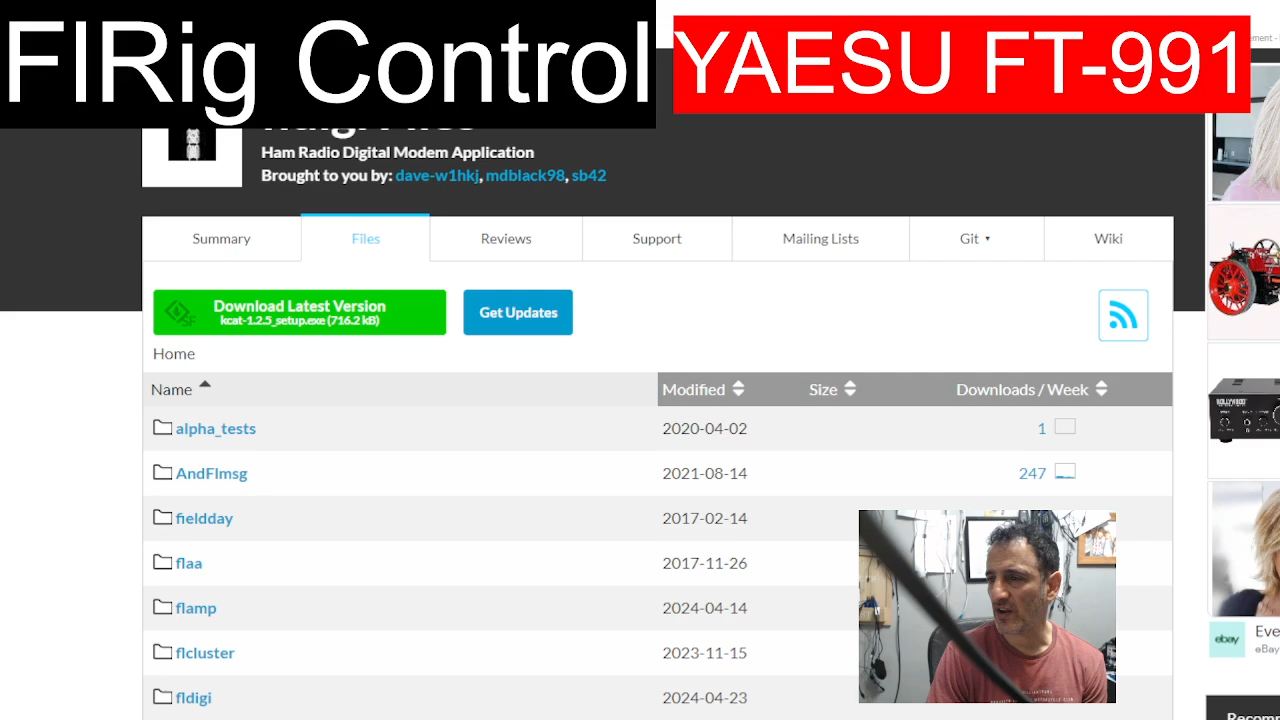 FlRig Control
YAESU FT-991
Ham Radio Digital Modem Application
Brought to you by: dave-w1hkj, mdblack98, sb42
Summary
Files
Reviews
Support
Mailing Lists
Git
Wiki
Download Latest Version
kcat-1.2.5_setup.exe (716.2 kB)
Get Updates
Home
Name Modified Size Downloads / Week
alpha_tests 2020-04-02 1
AndFlmsg 2021-08-14 247
fieldday 2017-02-14
flaa 2017-11-26
flamp 2024-04-14
flcluster 2023-11-15
fldigi 2024-04-23
ebay
Eve
eBay